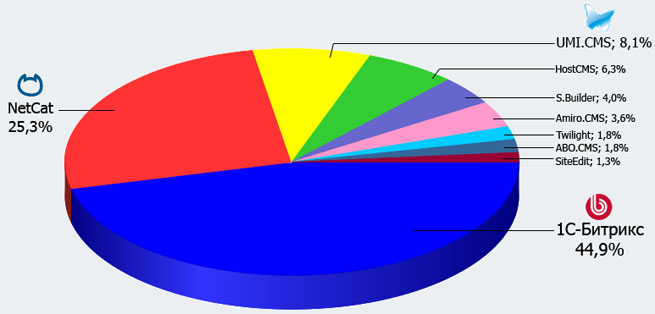 UMI.CMS; 8,1%
HostCMS; 6,3%
NetCat
25,3%
S.Builder; 4,0%
Amiro.CMS; 3,6%
Twilight; 1,8%
ABO.CMS; 1,8%
SiteEdit; 1,3%
1С-Битрикс
44,9%